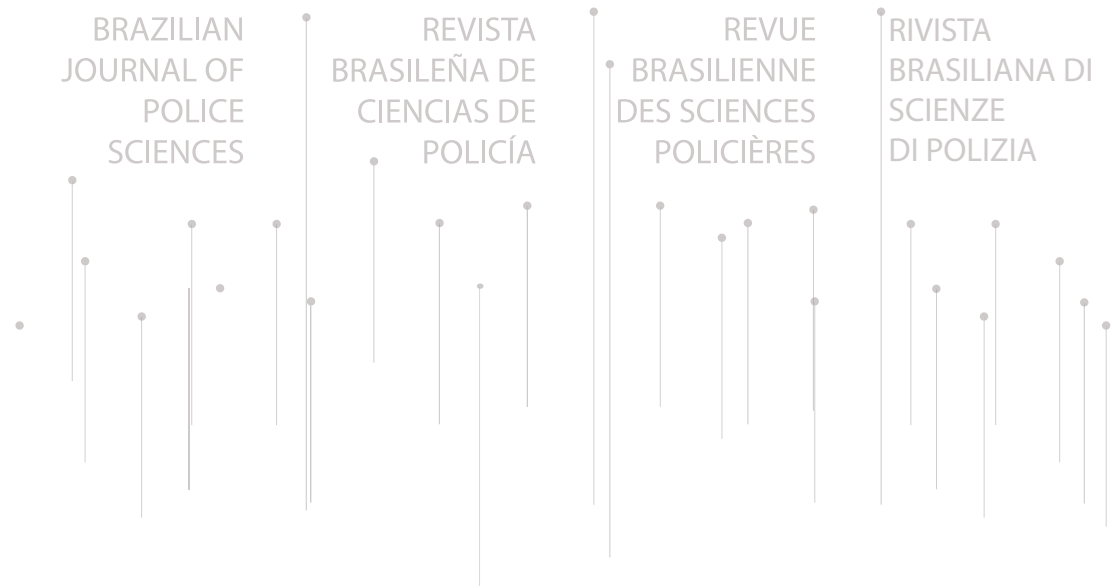 BRAZILIAN
JOURNAL OF
POLICE
SCIENCES
REVISTA
BRASILEÑA DE
CIENCIAS DE
POLICÍA
REVUE
BRASILIENNE
DES SCIENCES
POLICIÈRES
RIVISTA
BRASILIANA DI
SCIENZE
DI POLIZIA